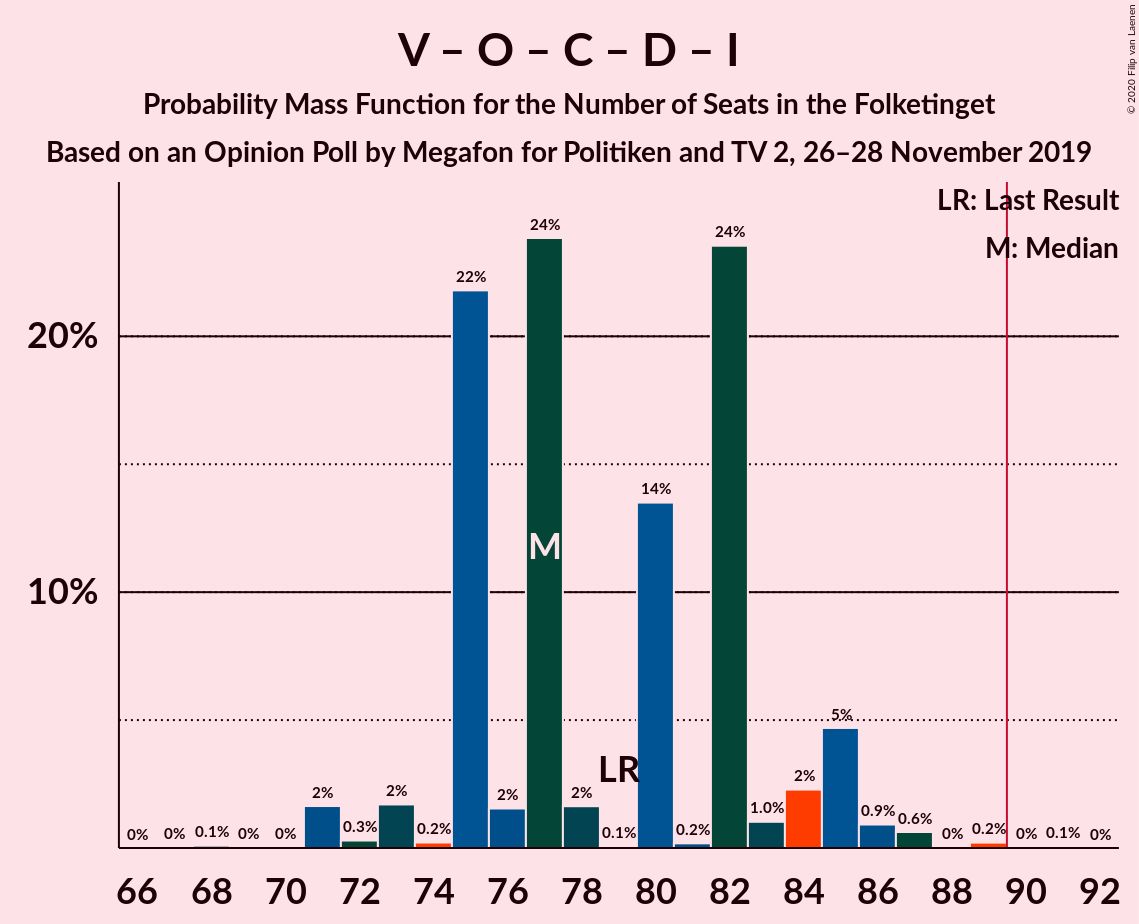 V – O – C – D – I
Probability Mass Function for the Number of Seats in the Folketinget
Based on an Opinion Poll by Megafon for Politiken and TV 2, 26–28 November 2019
© 2020 Filip van Laenen
LR: Last Result
M: Median
20%
10%
0% 0% 0.1% 0% 0% 2% 0.3% 2% 0.2% 22% 2% 24% 2% 0.1% 14% 0.2% 24% 1.0% 2% 5% 0.9% 0.6% 0% 0.2% 0% 0.1% 0%
M
LR
66 68 70 72 74 76 78 80 82 84 86 88 90 92